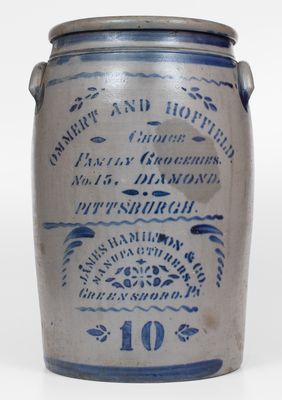 OMMERT AND HOFFIELD.
CHOICE
FAMILY GROCERIES.
No. 15. DIAMOND.
PITTSBURGH.
JAMES HAMILTON & CO
MANUFACTURERS.
GREENSBORO. PA
10